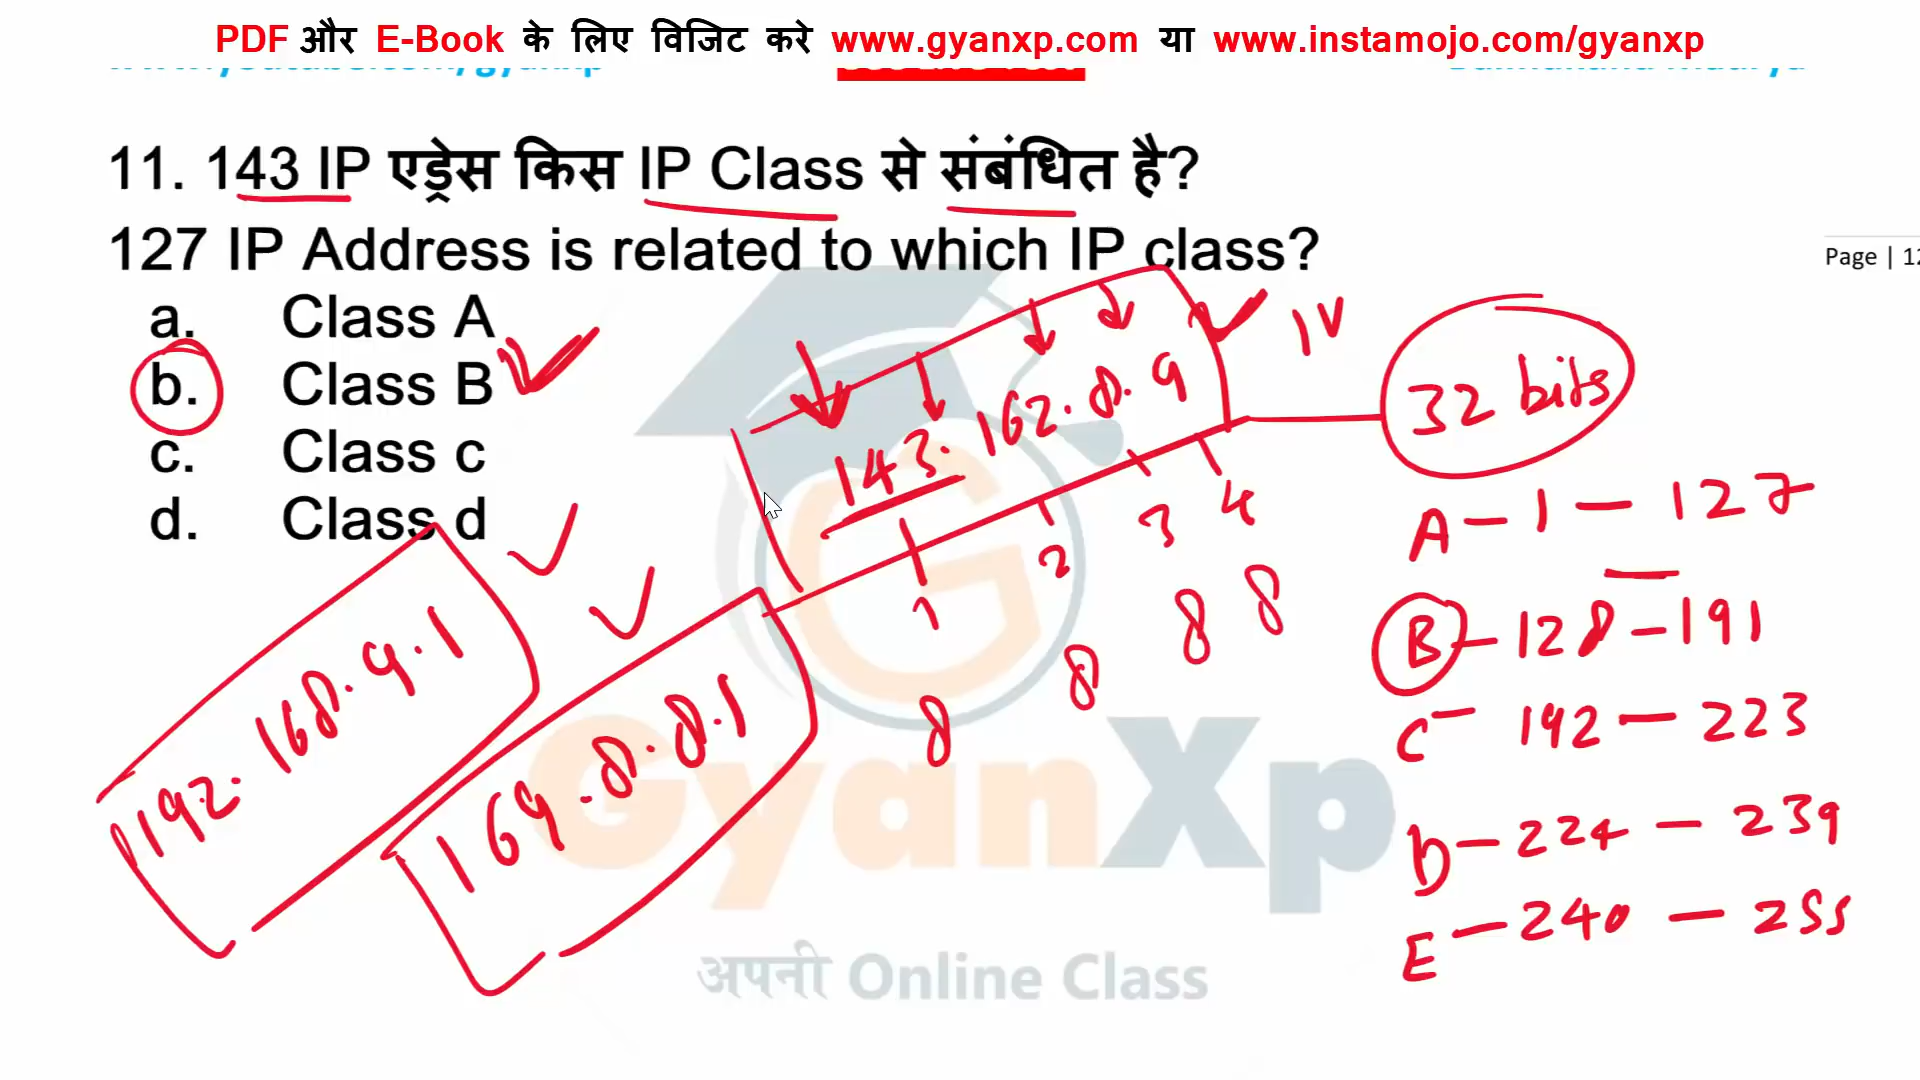 PDF और E-Book के लिए विजिट करे www.gyanxp.com या www.instamojo.com/gyanxp
11. 143 IP एड्रेस किस IP Class से संबंधित है?
127 IP Address is related to which IP class?
Page | 12
a. Class A
b. Class B
c. Class c
d. Class d
143.162.8.9
IV
32 bits
1 2 3 4
8 8 8 8
192.168.9.1
169.8.8.1
A - 1 - 127
B - 128 - 191
C - 192 - 223
D - 224 - 239
E - 240 - 255
GyanXp
अपनी Online Class